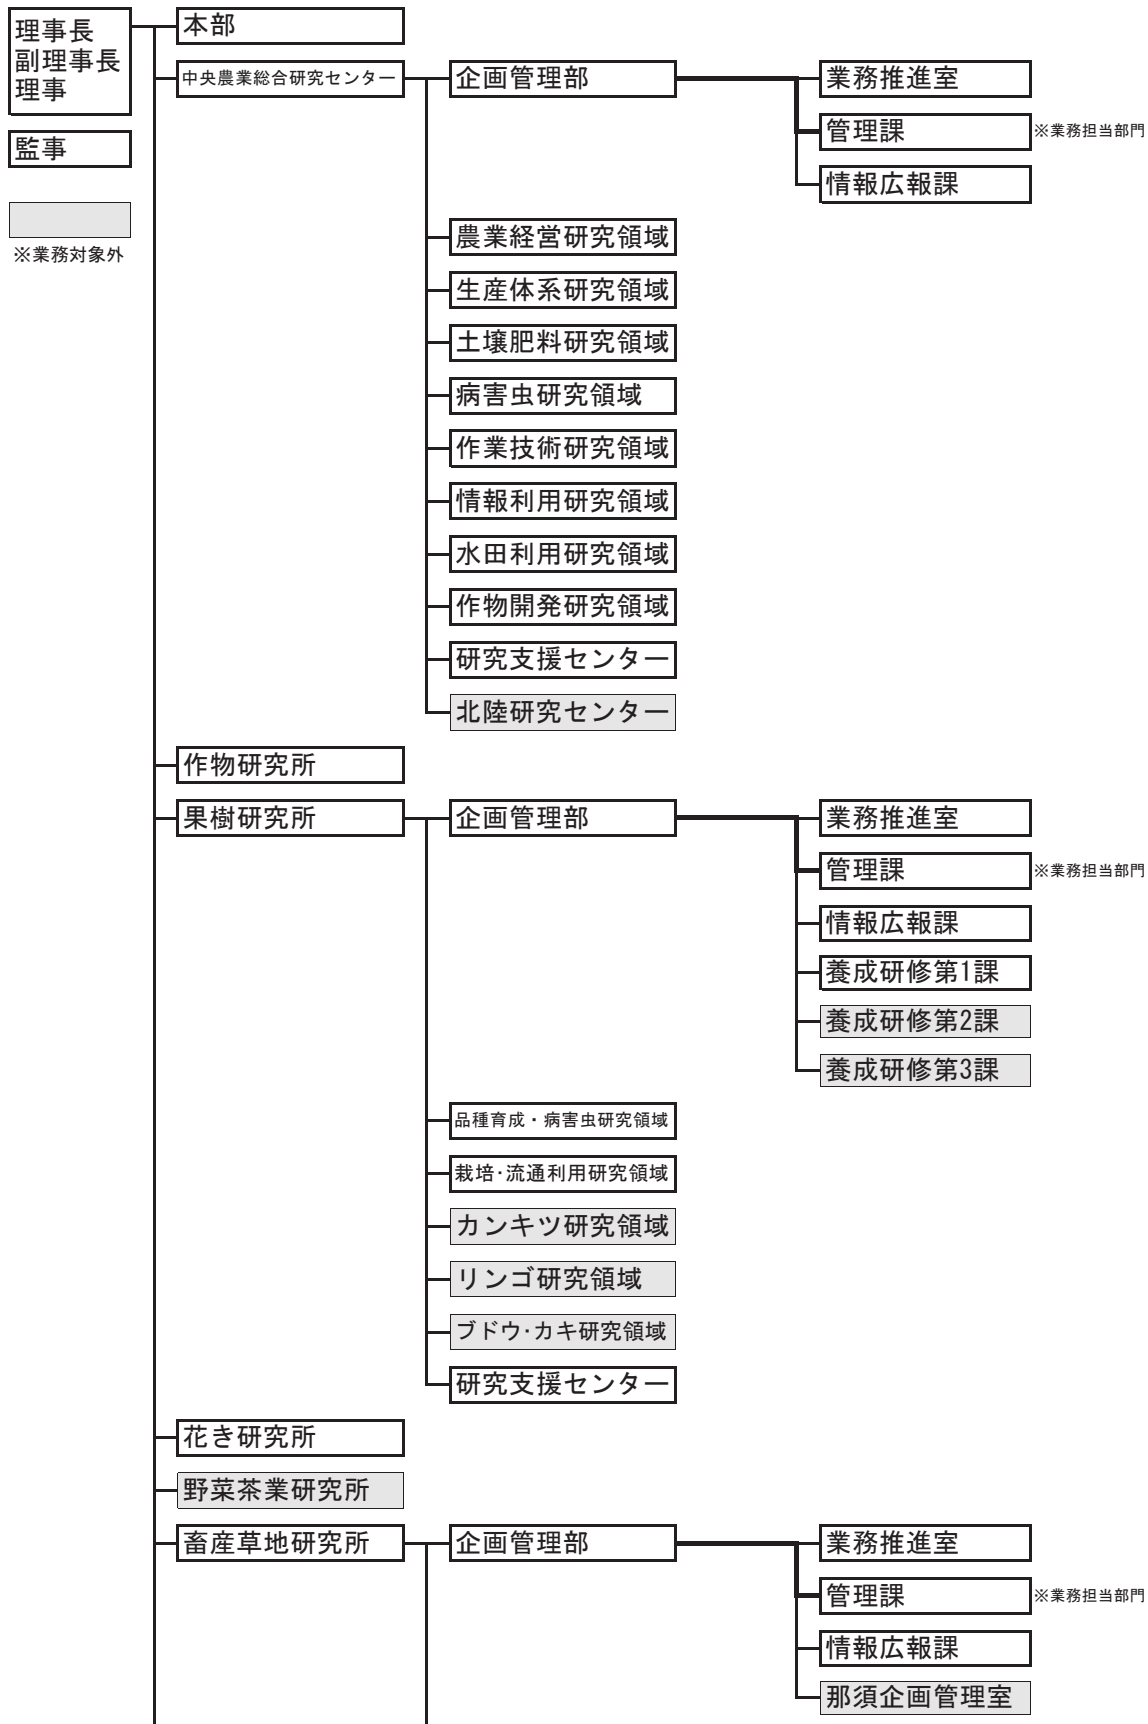 理事長
副理事長
理事
監事
※業務対象外
本部
中央農業総合研究センター
企画管理部
業務推進室
管理課
※業務担当部門
情報広報課
農業経営研究領域
生産体系研究領域
土壌肥料研究領域
病害虫研究領域
作業技術研究領域
情報利用研究領域
水田利用研究領域
作物開発研究領域
研究支援センター
北陸研究センター
作物研究所
果樹研究所
企画管理部
業務推進室
管理課
※業務担当部門
情報広報課
養成研修第1課
養成研修第2課
養成研修第3課
品種育成・病害虫研究領域
栽培・流通利用研究領域
カンキツ研究領域
リンゴ研究領域
ブドウ・カキ研究領域
研究支援センター
花き研究所
野菜茶業研究所
畜産草地研究所
企画管理部
業務推進室
管理課
※業務担当部門
情報広報課
那須企画管理室